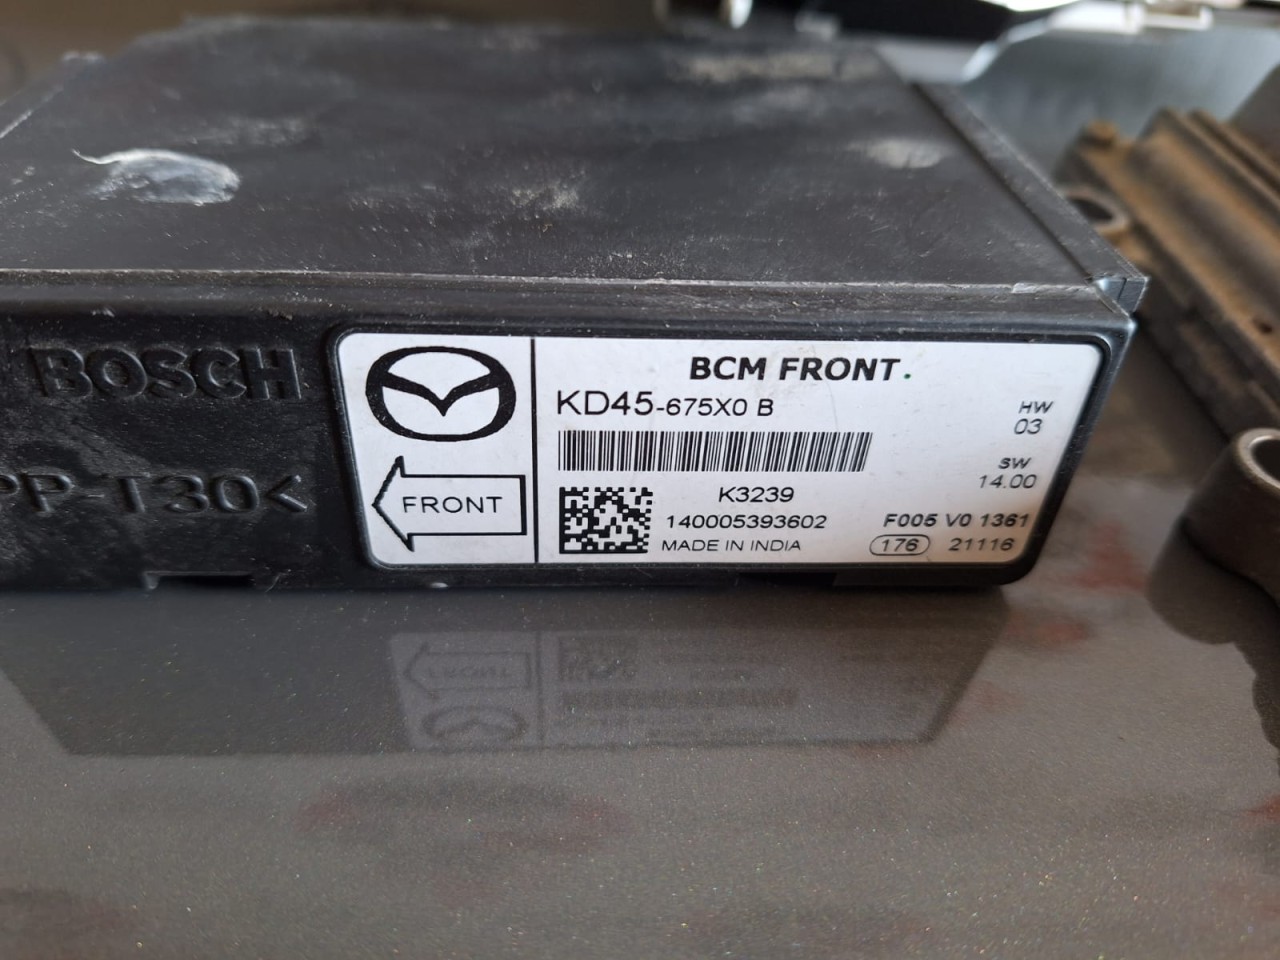 BOSCH
PP-T30<
FRONT
BCM FRONT.
KD45-675X0 B
HW
03
SW
14.00
K3239
140005393602
MADE IN INDIA
F005 V0 1361
176 21116